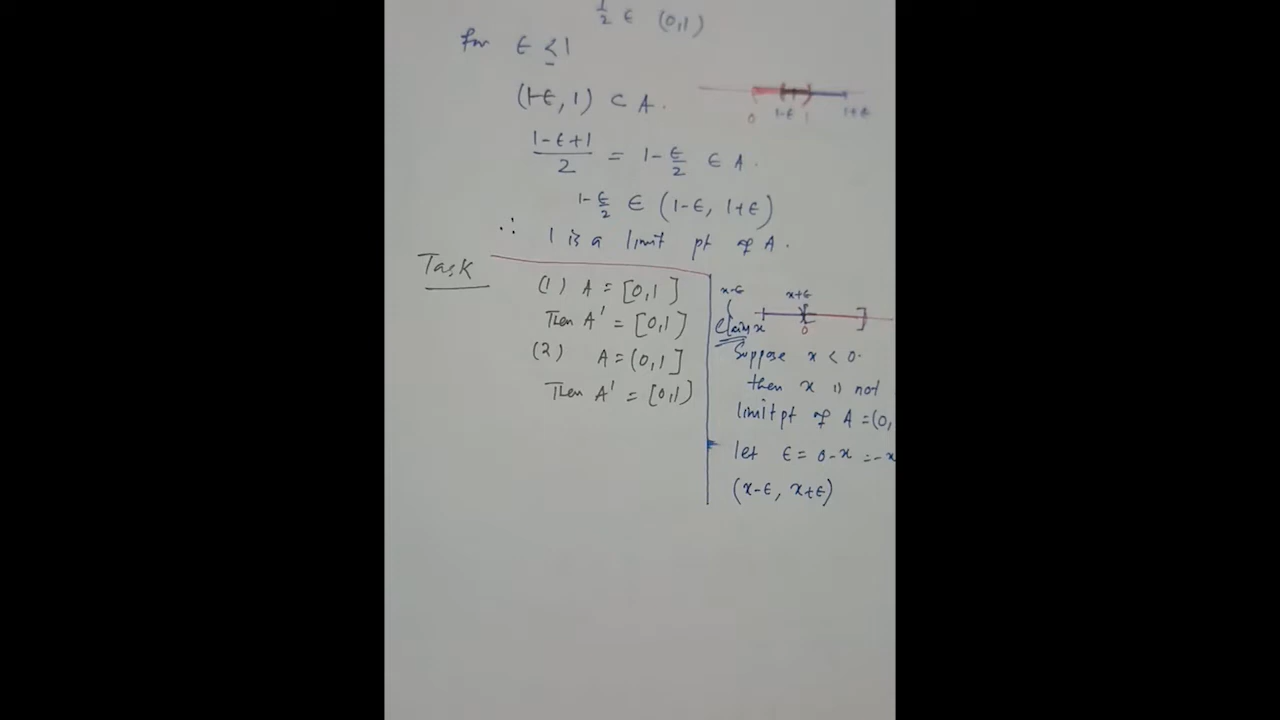 1/2 ∈ (0,1)
for ε ≤ 1
(1-ε, 1) ⊂ A.
0 1-ε 1 1+ε
(1-ε+1)/2 = 1-ε/2 ∈ A.
1-ε/2 ∈ (1-ε, 1+ε)
∴ 1 is a limit pt of A.
Task
(1) A = [0,1]
Then A' = [0,1]
(2) A = (0,1]
Then A' = [0,1)
x-ε x+ε
x 0
Claim
Suppose x < 0.
then x is not
limit pt of A = (0,
let ε = 0-x = -x
(x-ε, x+ε)